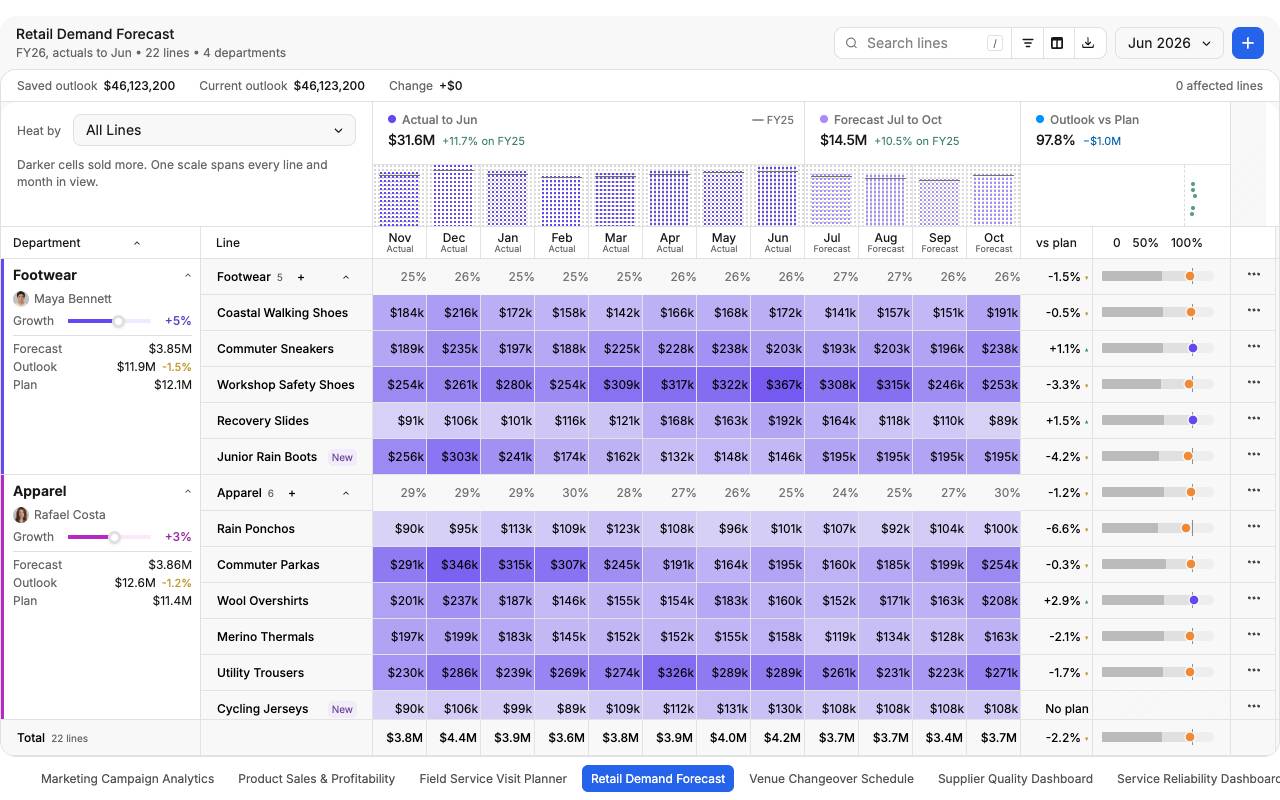 Retail Demand Forecast
FY26, actuals to Jun • 22 lines • 4 departments
Search lines /
Jun 2026
Saved outlook $46,123,200 Current outlook $46,123,200 Change +$0 0 affected lines
Heat by All Lines
Darker cells sold more. One scale spans every line and
month in view.
Actual to Jun — FY25
$31.6M +11.7% on FY25
Forecast Jul to Oct
$14.5M +10.5% on FY25
Outlook vs Plan
97.8% −$1.0M
Department Line Nov Dec Jan Feb Mar Apr May Jun Jul Aug Sep Oct vs plan 0 50% 100%
Actual Actual Actual Actual Actual Actual Actual Actual Forecast Forecast Forecast Forecast
Footwear
Maya Bennett
Growth +5%
Forecast $3.85M
Outlook $11.9M -1.5%
Plan $12.1M
Footwear 5 + 25% 26% 25% 25% 25% 26% 26% 26% 27% 27% 26% 26% -1.5%
Coastal Walking Shoes $184k $216k $172k $158k $142k $166k $168k $172k $141k $157k $151k $191k -0.5%
Commuter Sneakers $189k $235k $197k $188k $225k $228k $238k $203k $193k $203k $196k $238k +1.1%
Workshop Safety Shoes $254k $261k $280k $254k $309k $317k $322k $367k $308k $315k $246k $253k -3.3%
Recovery Slides $91k $106k $101k $116k $121k $168k $163k $192k $164k $118k $110k $89k +1.5%
Junior Rain Boots New $256k $303k $241k $174k $162k $132k $148k $146k $195k $195k $195k $195k -4.2%
Apparel
Rafael Costa
Growth +3%
Forecast $3.86M
Outlook $12.6M -1.2%
Plan $11.4M
Apparel 6 + 29% 29% 29% 30% 28% 27% 26% 25% 24% 25% 27% 30% -1.2%
Rain Ponchos $90k $95k $113k $109k $123k $108k $96k $101k $107k $92k $104k $100k -6.6%
Commuter Parkas $291k $346k $315k $307k $245k $191k $164k $195k $160k $185k $199k $254k -0.3%
Wool Overshirts $201k $237k $187k $146k $155k $154k $183k $160k $152k $171k $163k $208k +2.9%
Merino Thermals $197k $199k $183k $145k $152k $152k $155k $158k $119k $134k $128k $163k -2.1%
Utility Trousers $230k $286k $239k $269k $274k $326k $289k $289k $261k $231k $223k $271k -1.7%
Cycling Jerseys New $90k $106k $99k $89k $109k $112k $131k $130k $108k $108k $108k $108k No plan
Total 22 lines $3.8M $4.4M $3.9M $3.6M $3.8M $3.9M $4.0M $4.2M $3.7M $3.7M $3.4M $3.7M -2.2%
Marketing Campaign Analytics Product Sales & Profitability Field Service Visit Planner Retail Demand Forecast Venue Changeover Schedule Supplier Quality Dashboard Service Reliability Dashboard